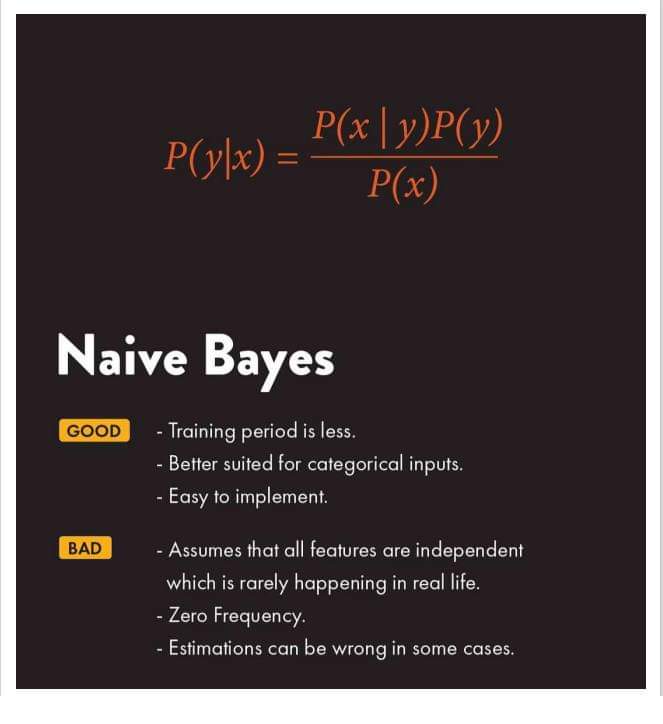 P(y|x) = P(x | y)P(y) / P(x)
Naive Bayes
GOOD - Training period is less.
- Better suited for categorical inputs.
- Easy to implement.
BAD - Assumes that all features are independent
which is rarely happening in real life.
- Zero Frequency.
- Estimations can be wrong in some cases.